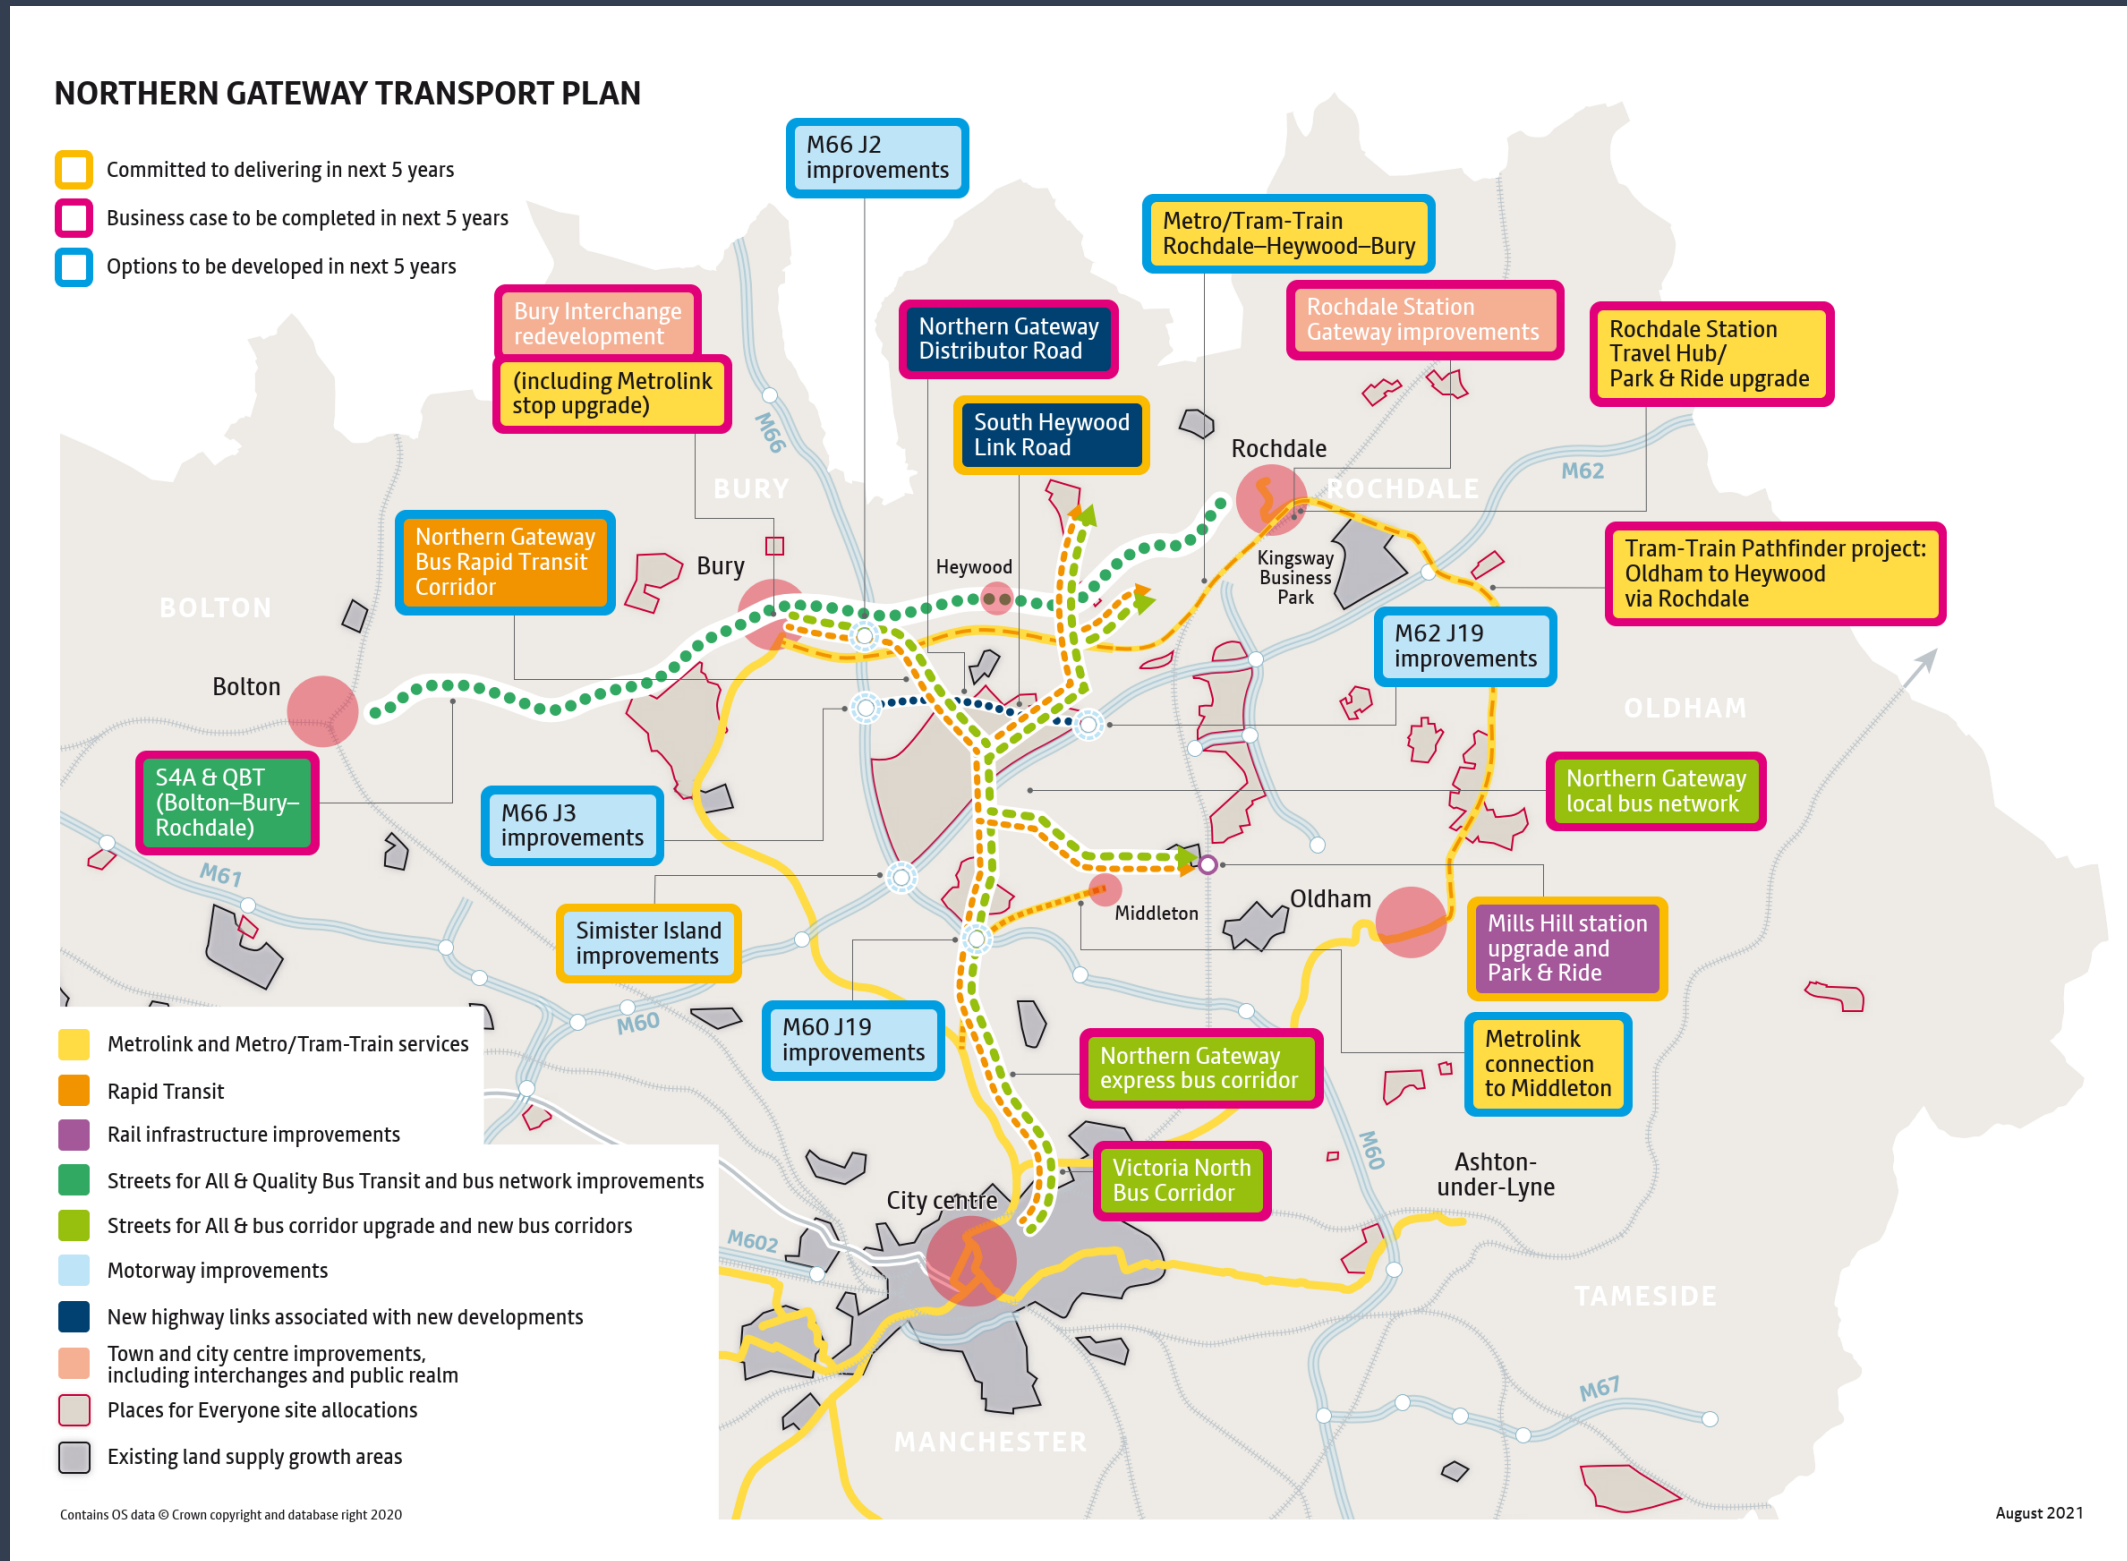 NORTHERN GATEWAY TRANSPORT PLAN
Committed to delivering in next 5 years
Business case to be completed in next 5 years
Options to be developed in next 5 years
M66 J2
improvements
Metro/Tram-Train
Rochdale–Heywood–Bury
Bury Interchange
redevelopment
(including Metrolink
stop upgrade)
Northern Gateway
Distributor Road
Rochdale Station
Gateway improvements
Rochdale Station
Travel Hub/
Park & Ride upgrade
South Heywood
Link Road
M66
Rochdale
M62
BURY
ROCHDALE
Northern Gateway
Bus Rapid Transit
Corridor
Bury
Heywood
Kingsway
Business
Park
Tram-Train Pathfinder project:
Oldham to Heywood
via Rochdale
BOLTON
M62 J19
improvements
Bolton
OLDHAM
S4A & QBT
(Bolton–Bury–
Rochdale)
M66 J3
improvements
Northern Gateway
local bus network
M61
Simister Island
improvements
Middleton
Oldham
Mills Hill station
upgrade and
Park & Ride
M60
M60 J19
improvements
Northern Gateway
express bus corridor
Metrolink
connection
to Middleton
M60
Victoria North
Bus Corridor
Ashton-
under-Lyne
City centre
M602
TAMESIDE
M67
MANCHESTER
Metrolink and Metro/Tram-Train services
Rapid Transit
Rail infrastructure improvements
Streets for All & Quality Bus Transit and bus network improvements
Streets for All & bus corridor upgrade and new bus corridors
Motorway improvements
New highway links associated with new developments
Town and city centre improvements,
including interchanges and public realm
Places for Everyone site allocations
Existing land supply growth areas
Contains OS data © Crown copyright and database right 2020
August 2021